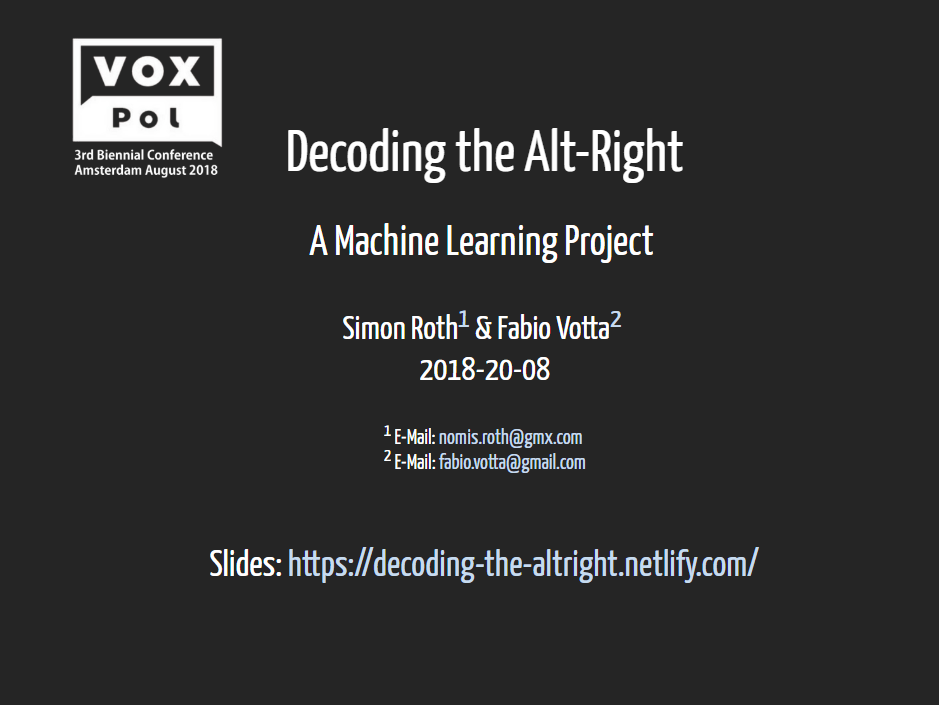 VOX
Pol
3rd Biennial Conference
Amsterdam August 2018
Decoding the Alt-Right
A Machine Learning Project
Simon Roth¹ & Fabio Votta²
2018-20-08
¹ E-Mail: nomis.roth@gmx.com
² E-Mail: fabio.votta@gmail.com
Slides: https://decoding-the-altright.netlify.com/